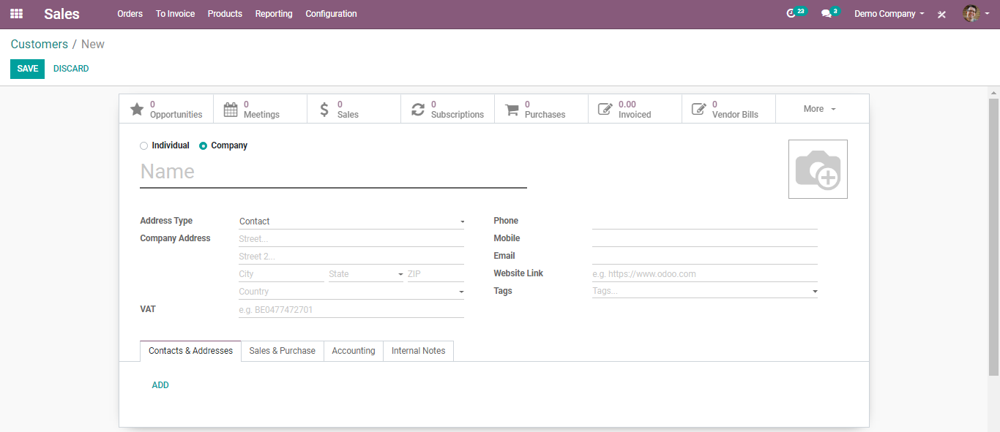 Sales Orders To Invoice Products Reporting Configuration 23 3 Demo Company
Customers / New
SAVE DISCARD
0 Opportunities
0 Meetings
$ 0 Sales
0 Subscriptions
0 Purchases
0.00 Invoiced
0 Vendor Bills
More
Individual Company
Name
Address Type Contact
Company Address Street...
Street 2...
City State ZIP
Country
VAT e.g. BE0477472701
Phone
Mobile
Email
Website Link e.g. https://www.odoo.com
Tags Tags...
Contacts & Addresses Sales & Purchase Accounting Internal Notes
ADD